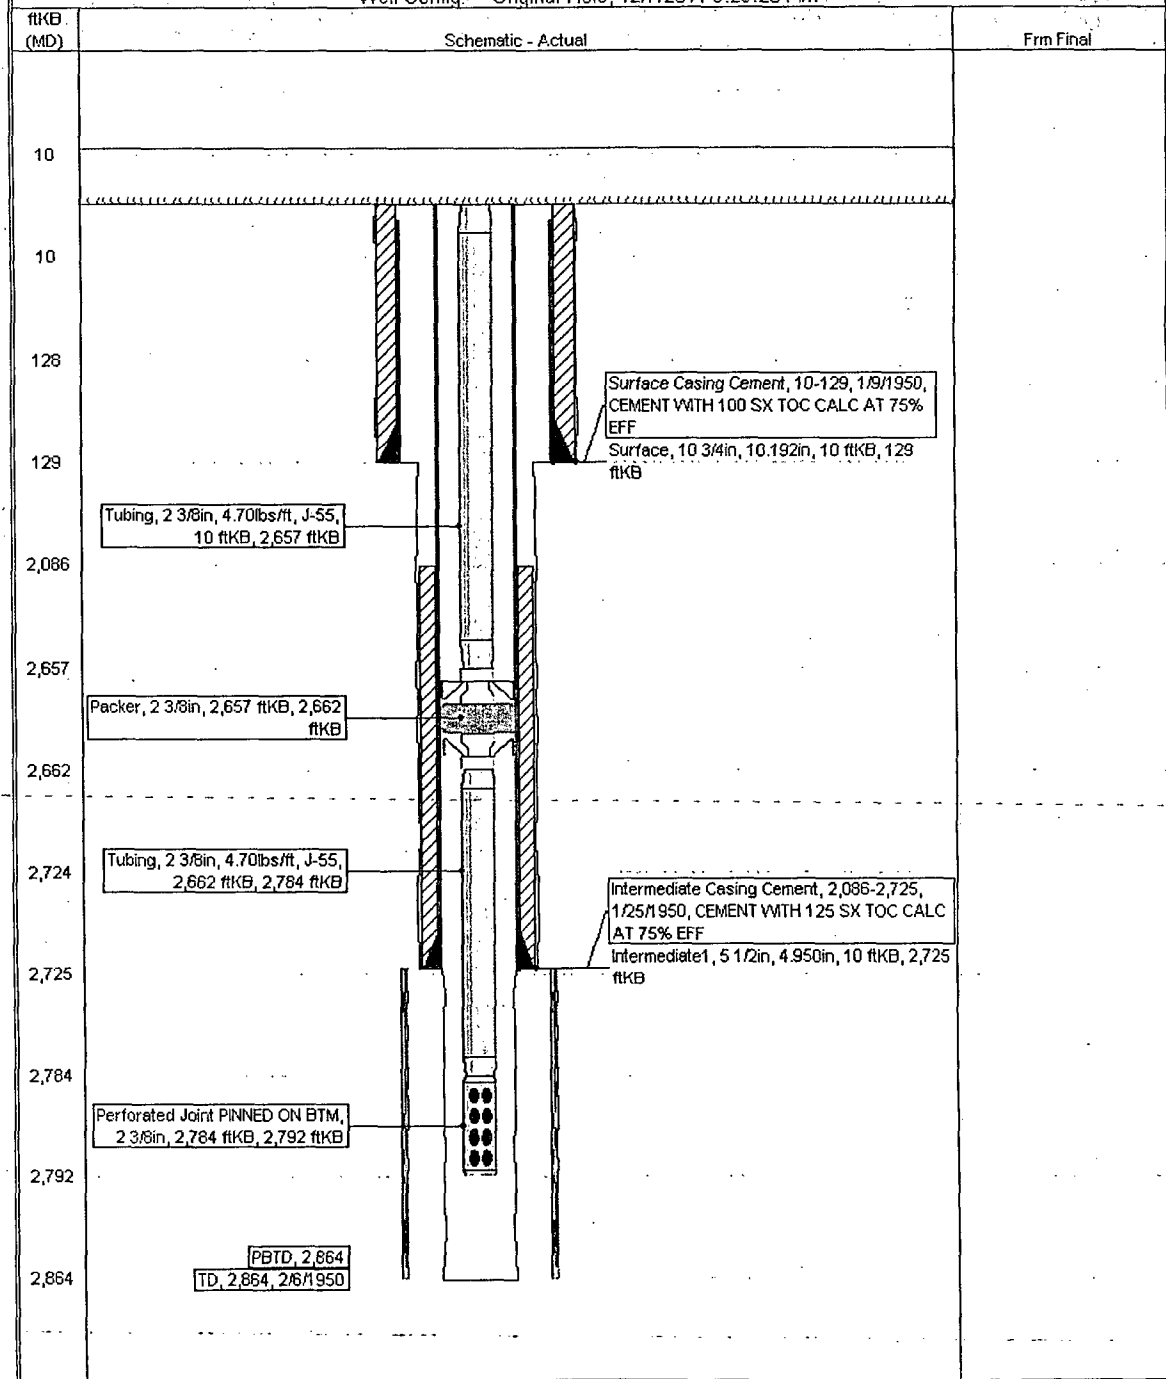 ftKB
(MD)
Schematic - Actual
Frm Final
10
10
128
Surface Casing Cement, 10-129, 1/9/1950,
CEMENT WITH 100 SX TOC CALC AT 75%
EFF
Surface, 10 3/4in, 10.192in, 10 ftKB, 129
ftKB
129
Tubing, 2 3/8in, 4.70lbs/ft, J-55,
10 ftKB, 2,657 ftKB
2,086
2,657
Packer, 2 3/8in, 2,657 ftKB, 2,662
ftKB
2,662
Tubing, 2 3/8in, 4.70lbs/ft, J-55,
2,662 ftKB, 2,784 ftKB
2,724
Intermediate Casing Cement, 2,086-2,725,
1/25/1950, CEMENT WITH 125 SX TOC CALC
AT 75% EFF
Intermediate1, 5 1/2in, 4.950in, 10 ftKB, 2,725
ftKB
2,725
2,784
Perforated Joint PINNED ON BTM,
2 3/8in, 2,784 ftKB, 2,792 ftKB
2,792
PBTD, 2,864
TD, 2,864, 2/6/1950
2,864